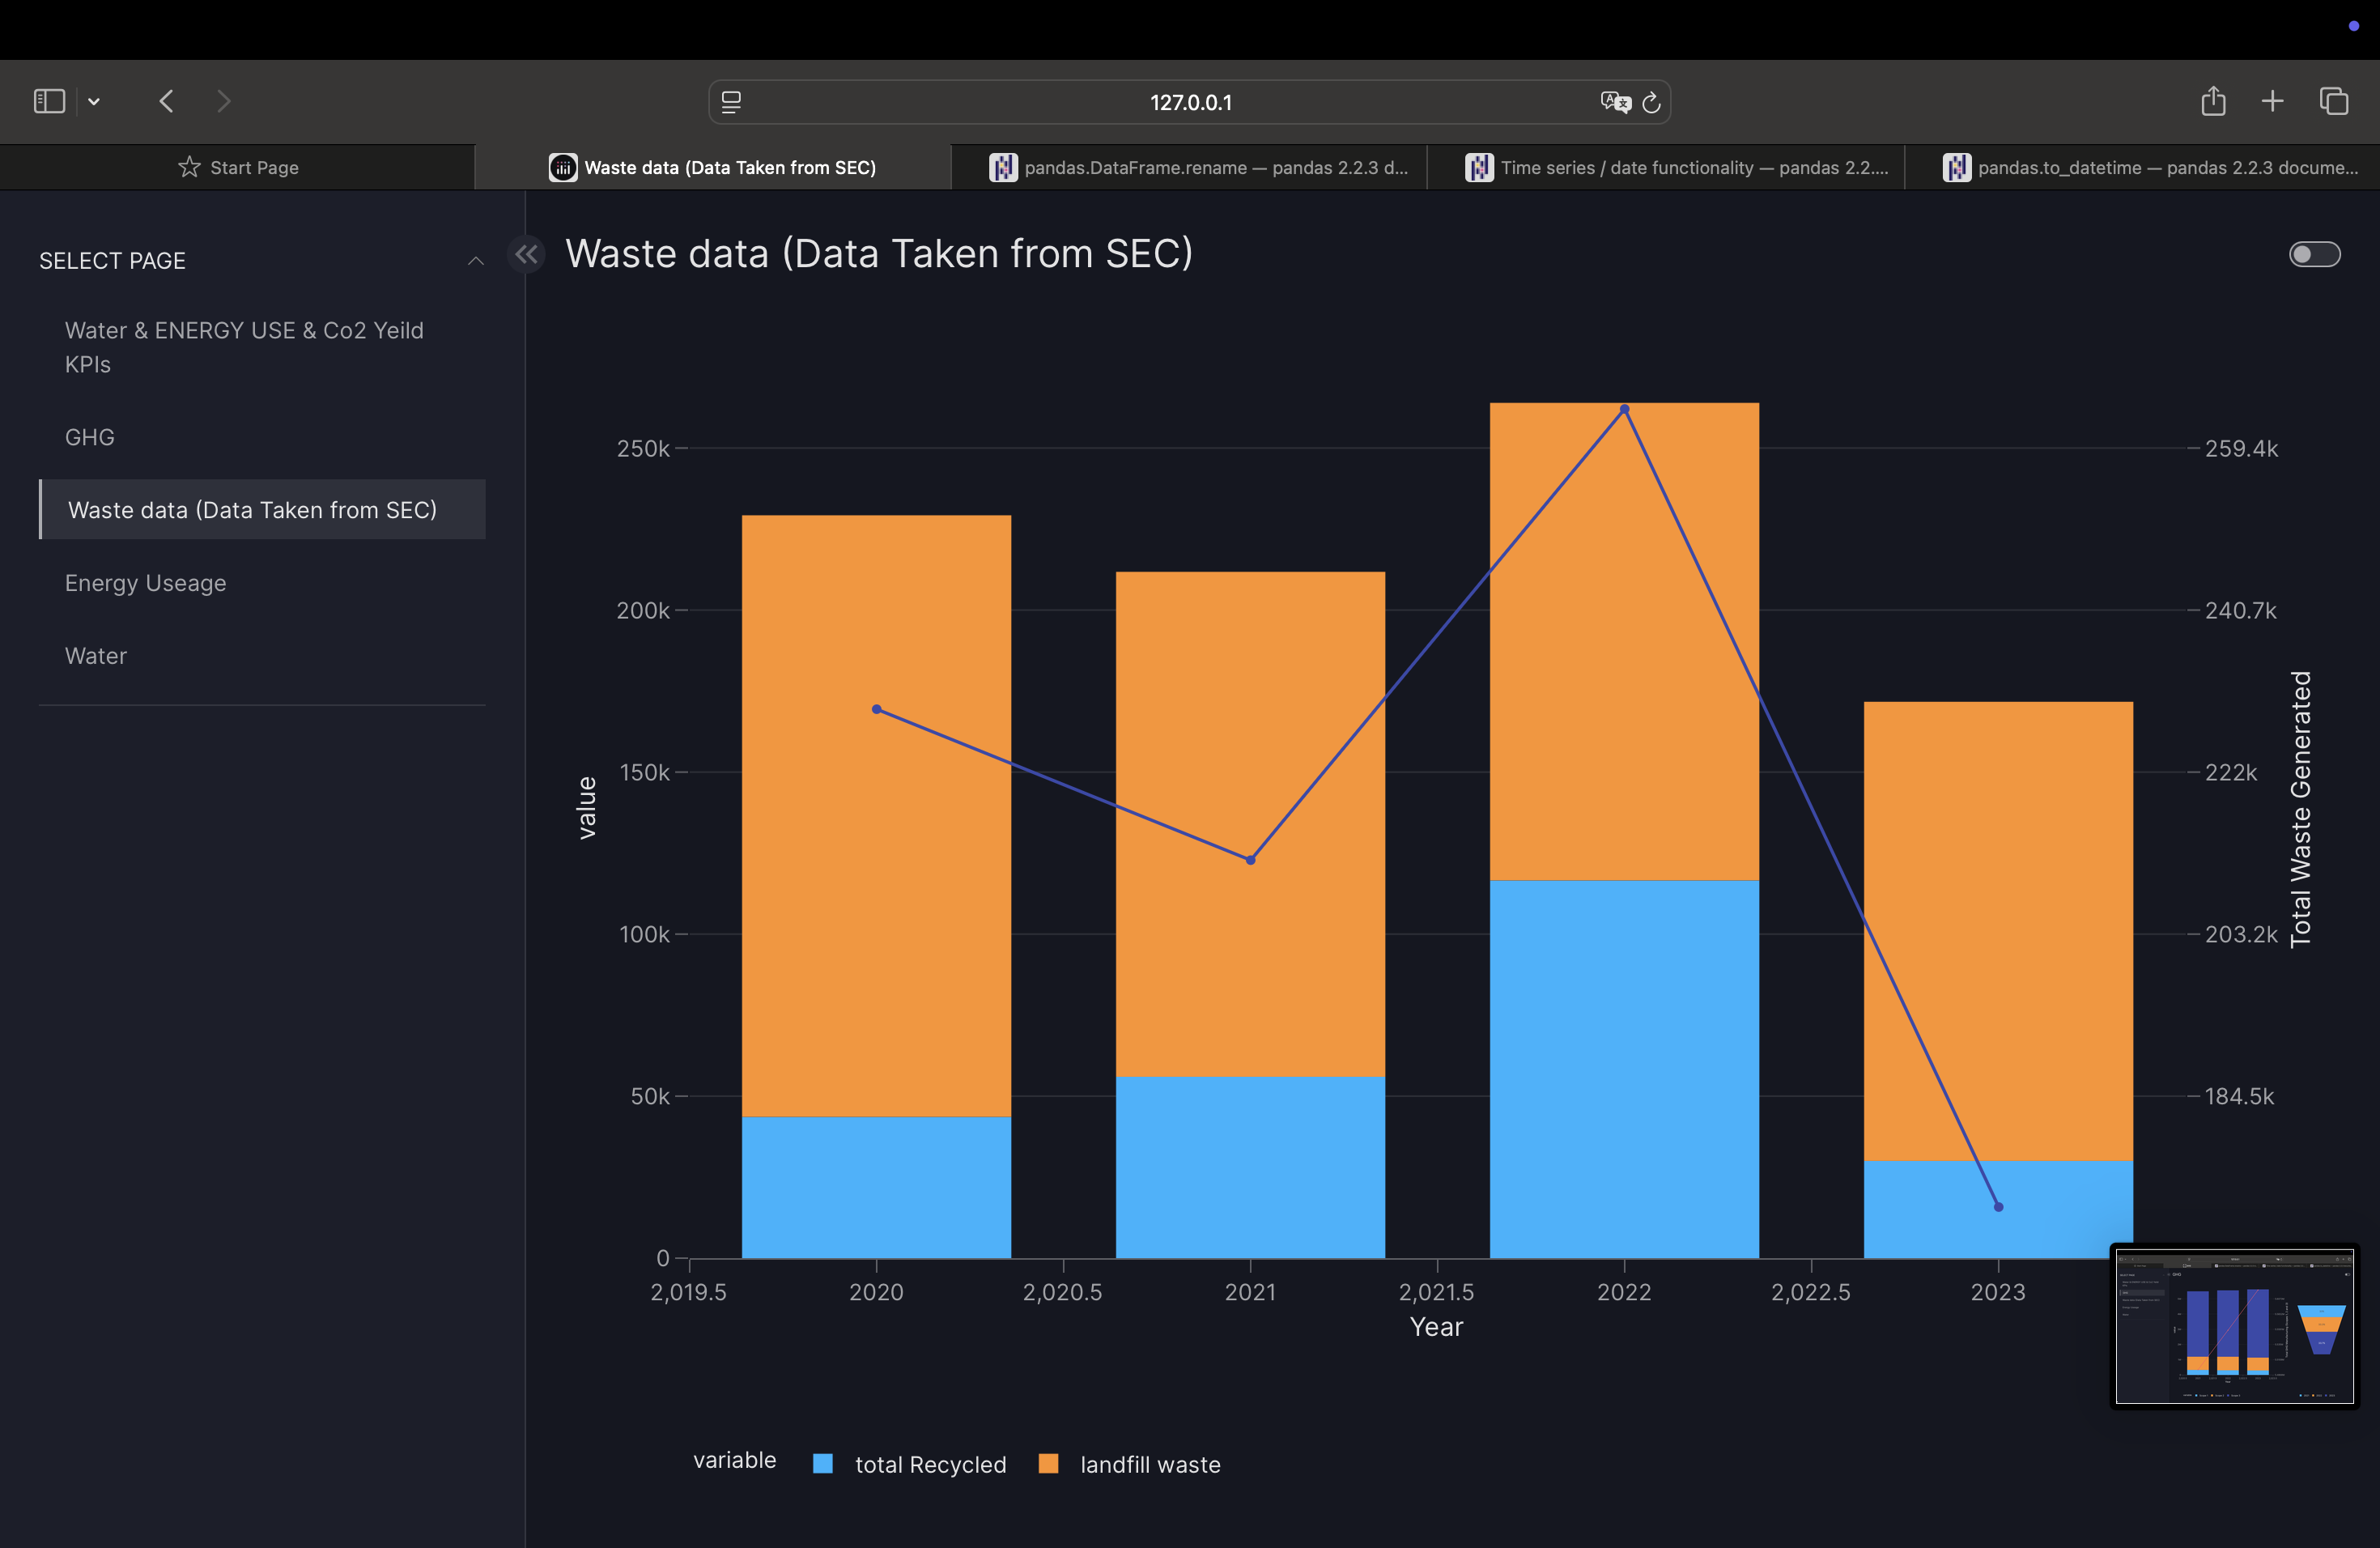 127.0.0.1
Start Page
Waste data (Data Taken from SEC)
pandas.DataFrame.rename — pandas 2.2.3 d...
Time series / date functionality — pandas 2.2....
pandas.to_datetime — pandas 2.2.3 docume...
SELECT PAGE
Water & ENERGY USE & Co2 Yeild
KPIs
GHG
Waste data (Data Taken from SEC)
Energy Useage
Water
Waste data (Data Taken from SEC)
250k
200k
150k
100k
50k
0
value
259.4k
240.7k
222k
203.2k
184.5k
Total Waste Generated
2,019.5
2020
2,020.5
2021
2,021.5
2022
2,022.5
2023
Year
variable
total Recycled
landfill waste